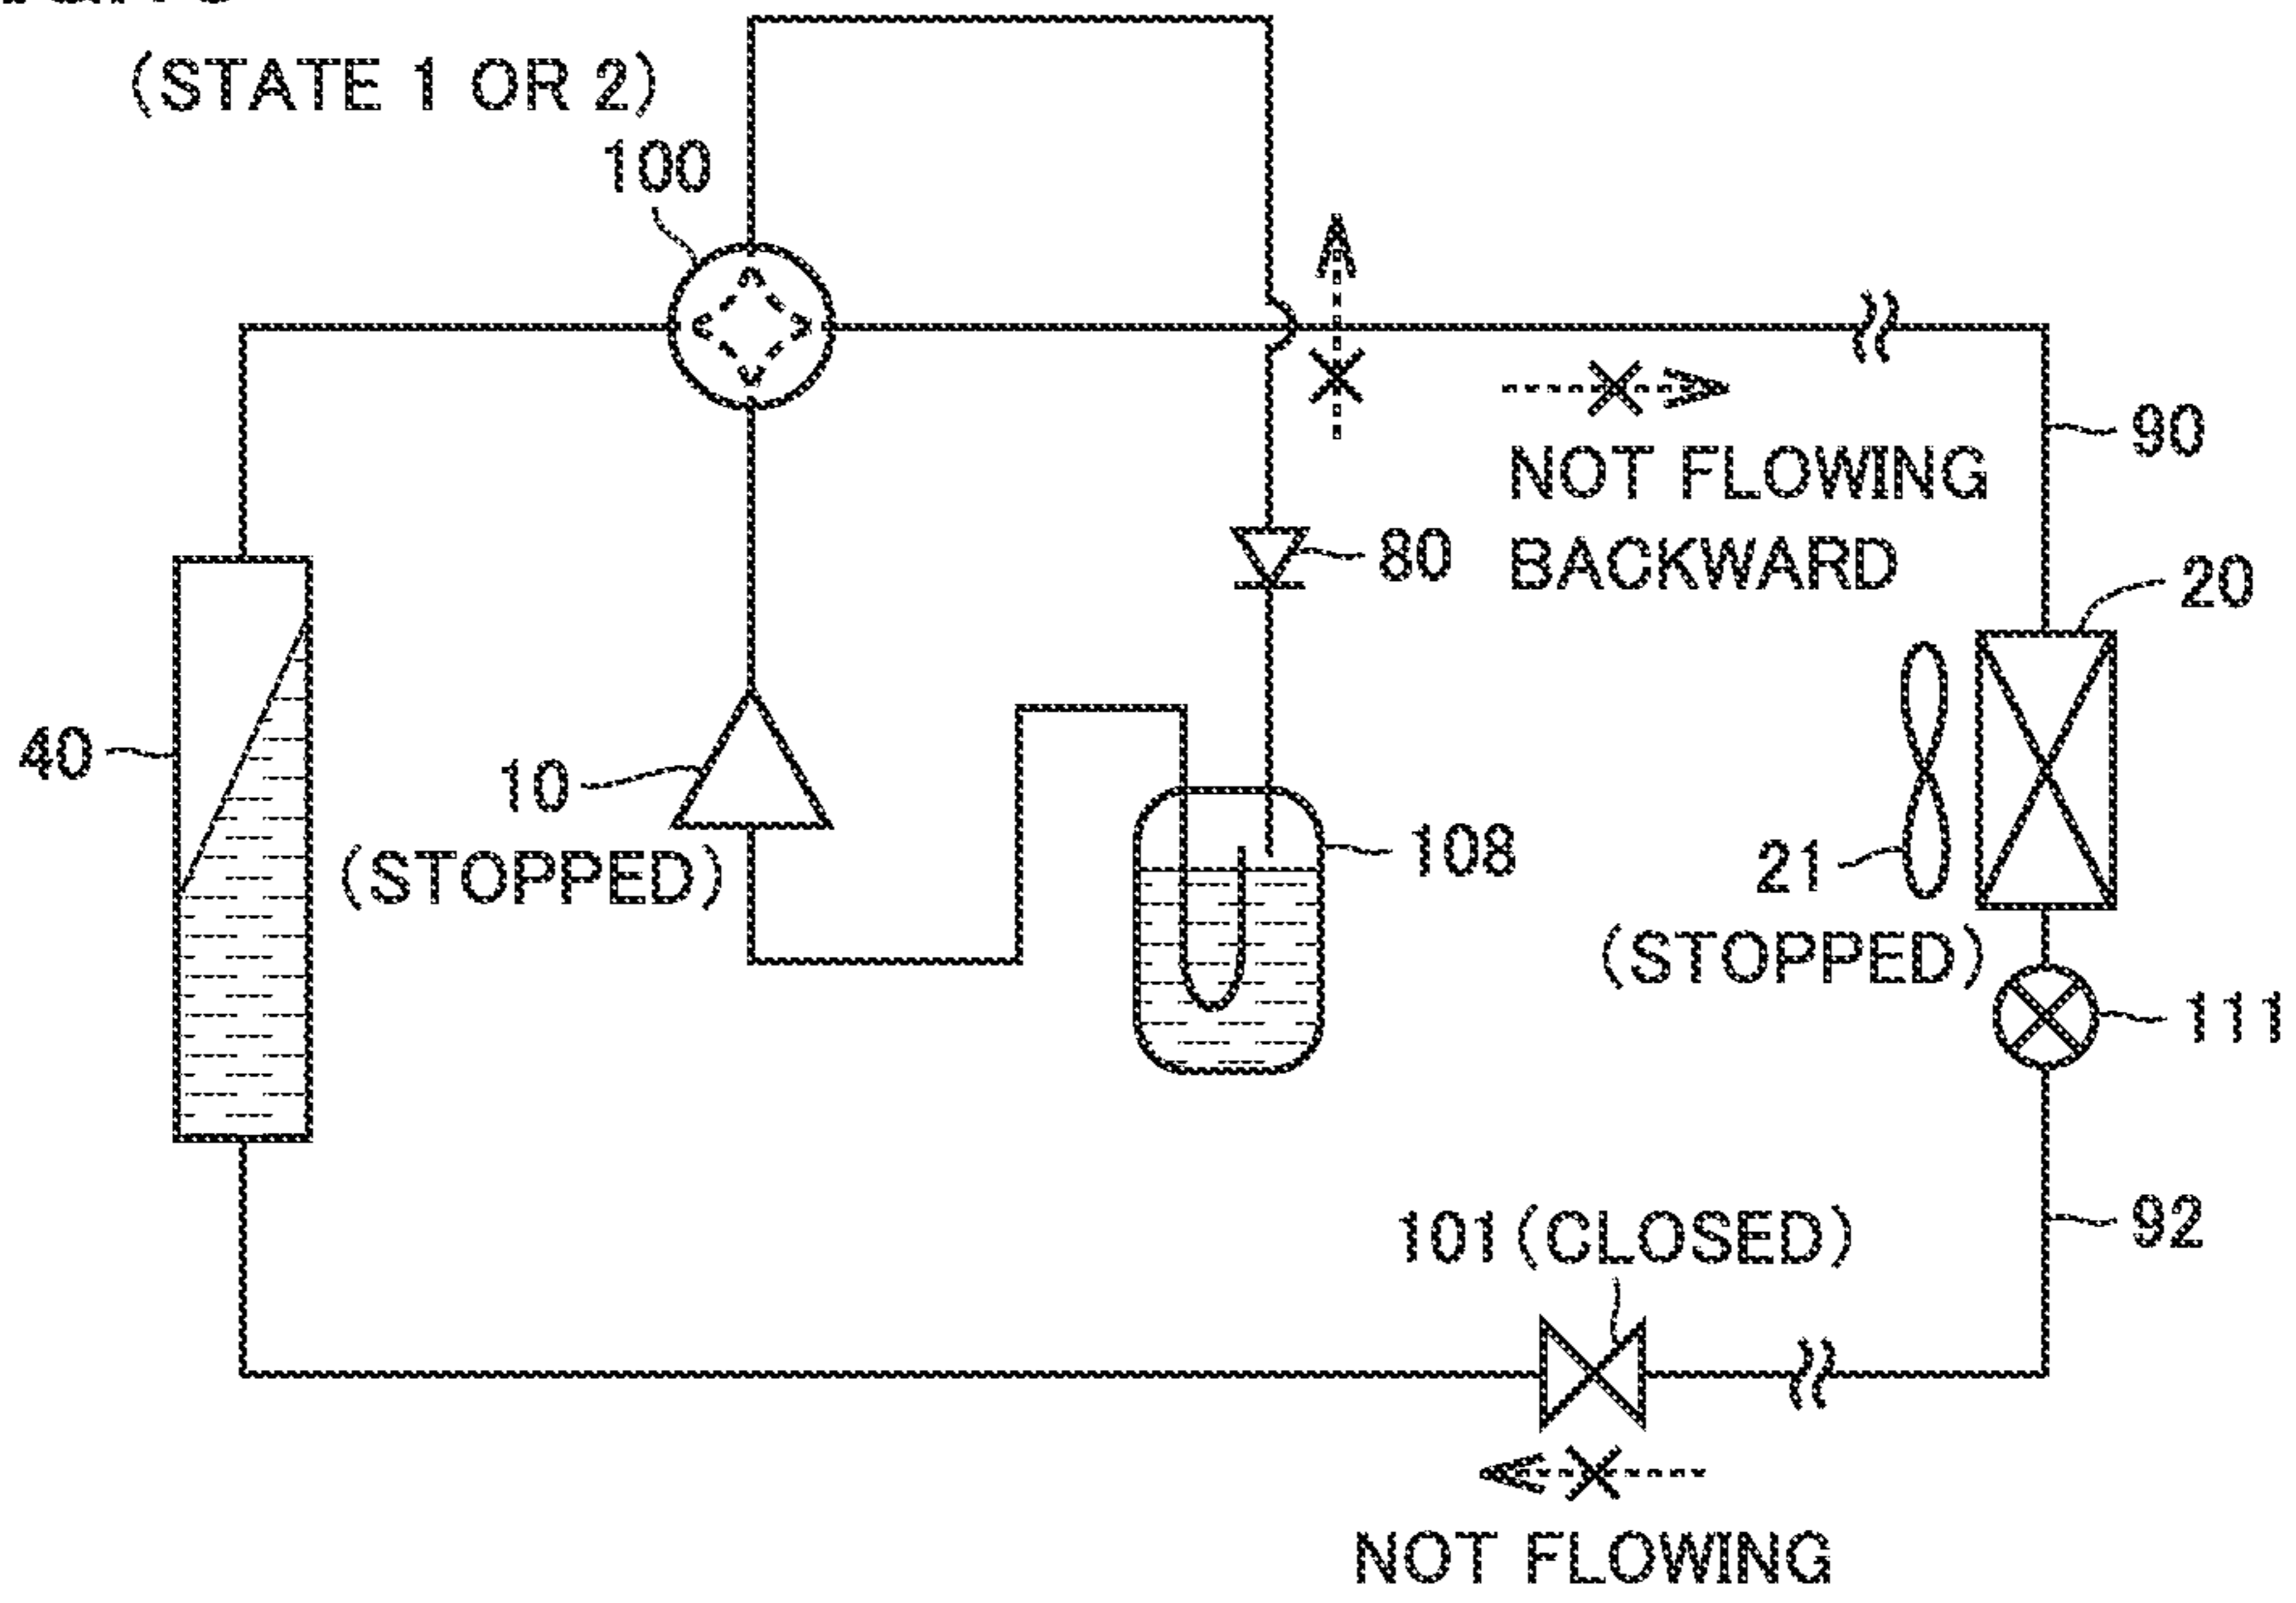 (STATE 1 OR 2)
100
90
NOT FLOWING
BACKWARD
80
20
40
10
(STOPPED)
108
21
(STOPPED)
111
92
101(CLOSED)
NOT FLOWING